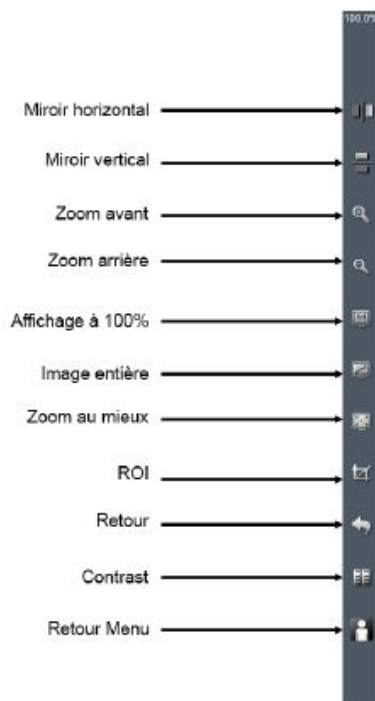 100.0%
Miroir horizontal
Miroir vertical
Zoom avant
Zoom arrière
Affichage à 100%
Image entière
Zoom au mieux
ROI
Retour
Contrast
Retour Menu